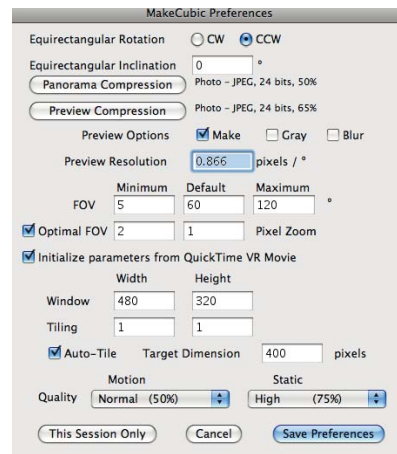 MakeCubic Preferences
Equirectangular Rotation CW CCW
Equirectangular Inclination 0 °
Panorama Compression Photo - JPEG, 24 bits, 50%
Preview Compression Photo - JPEG, 24 bits, 65%
Preview Options Make Gray Blur
Preview Resolution 0.866 pixels / °
Minimum Default Maximum
FOV 5 60 120 °
Optimal FOV 2 1 Pixel Zoom
Initialize parameters from QuickTime VR Movie
Width Height
Window 480 320
Tiling 1 1
Auto-Tile Target Dimension 400 pixels
Motion Static
Quality Normal (50%) High (75%)
This Session Only Cancel Save Preferences